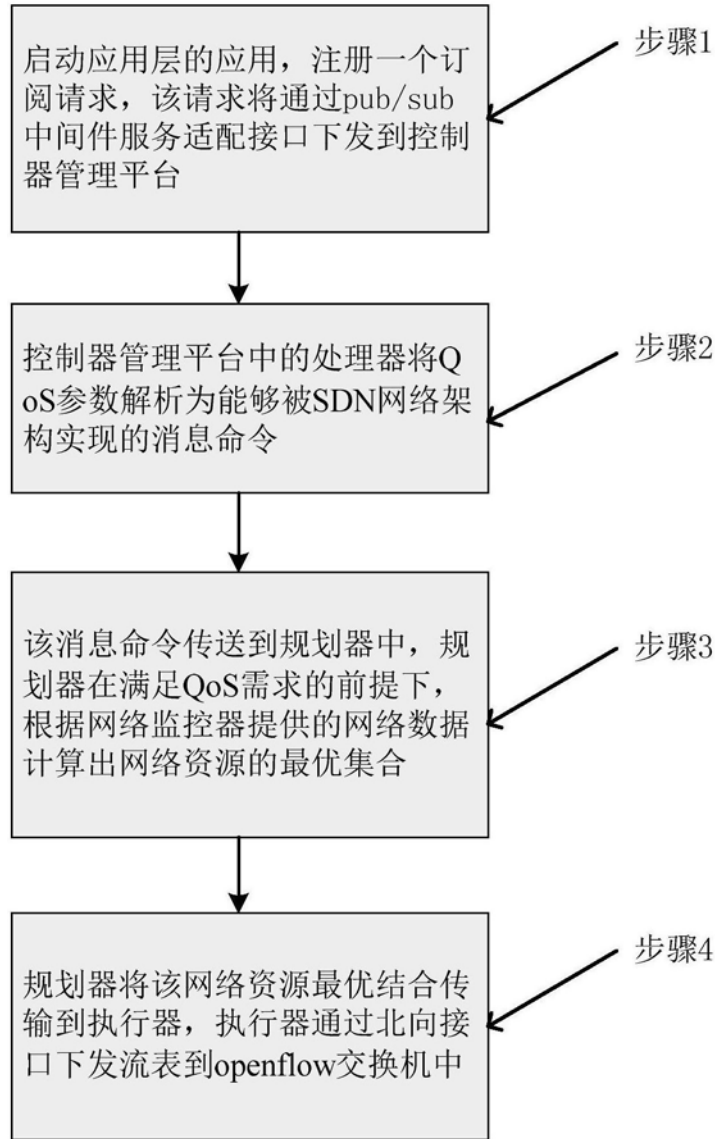 启动应用层的应用，注册一个订
阅请求，该请求将通过pub/sub
中间件服务适配接口下发到控制
器管理平台
步骤1
控制器管理平台中的处理器将Q
oS参数解析为能够被SDN网络架
构实现的消息命令
步骤2
该消息命令传送到规划器中，规
划器在满足QoS需求的前提下，
根据网络监控器提供的网络数据
计算出网络资源的最优集合
步骤3
规划器将该网络资源最优结合传
输到执行器，执行器通过北向接
口下发流表到openflow交换机中
步骤4